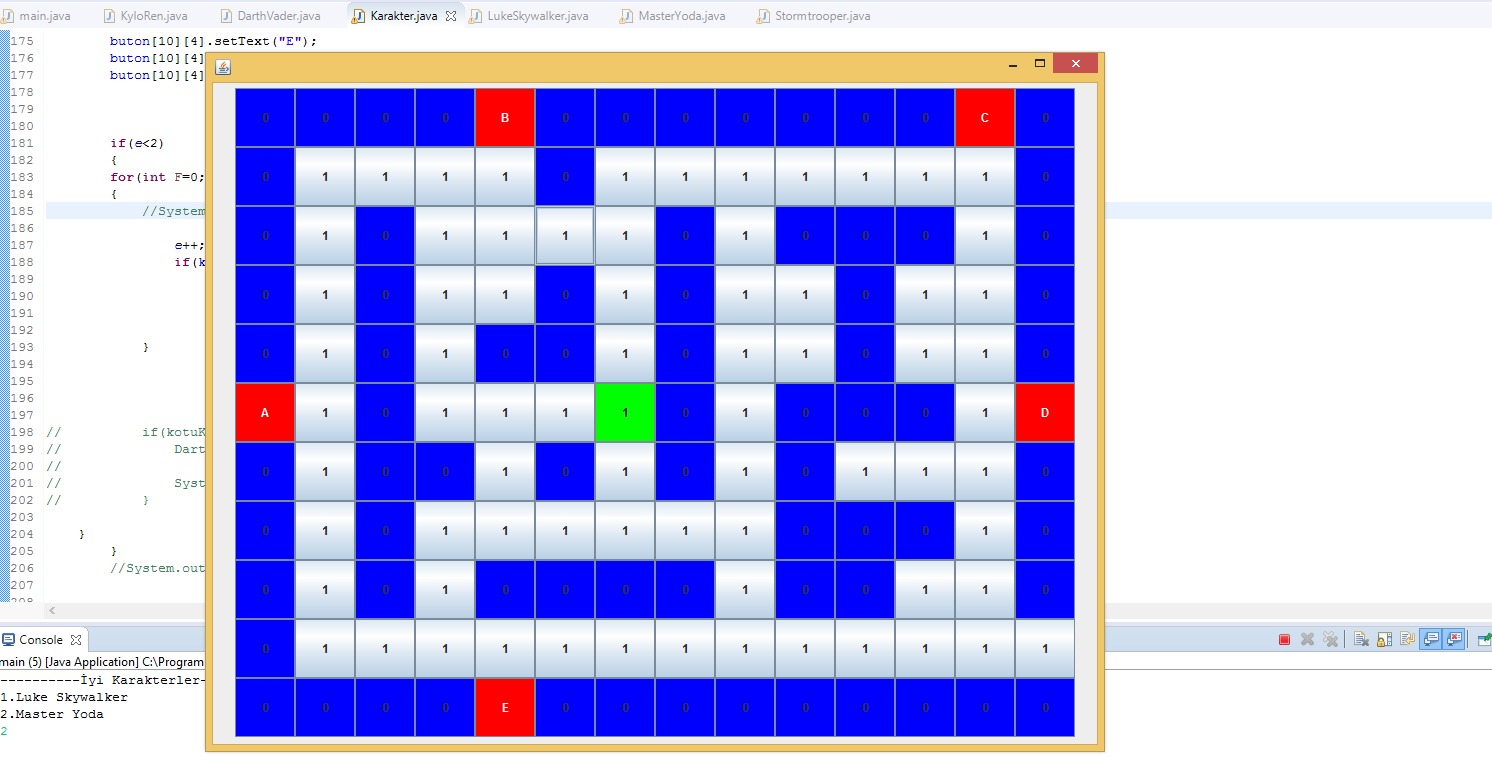 main.java KyloRen.java DarthVader.java Karakter.java LukeSkywalker.java MasterYoda.java Stormtrooper.java
175 buton[10][4].setText("E");
176 buton[10][4]
177 buton[10][4]
178
179
180
181 if(e<2)
182 {
183 for(int F=0;
184 {
185 //System
186
187 e++;
188 if(k
189
190
191
192
193 }
194
195
196
197
198 // if(kotuK
199 // Dart
200 //
201 // Syst
202 // }
203
204 }
205 }
206 //System.out
207
208
0 0 0 0 B 0 0 0 0 0 0 0 C 0
0 1 1 1 1 0 1 1 1 1 1 1 1 0
0 1 0 1 1 1 1 0 1 0 0 0 1 0
0 1 0 1 1 0 1 0 1 1 0 1 1 0
0 1 0 1 0 0 1 0 1 1 0 1 1 0
A 1 0 1 1 1 1 0 1 0 0 0 1 D
0 1 0 0 1 0 1 0 1 0 1 1 1 0
0 1 0 1 1 1 1 1 1 0 0 0 1 0
0 1 0 1 0 0 0 0 1 0 0 1 1 0
0 1 1 1 1 1 1 1 1 1 1 1 1 1
0 0 0 0 E 0 0 0 0 0 0 0 0 0
Console
main (5) [Java Application] C:\Program
----------İyi Karakterler-
1.Luke Skywalker
2.Master Yoda
2